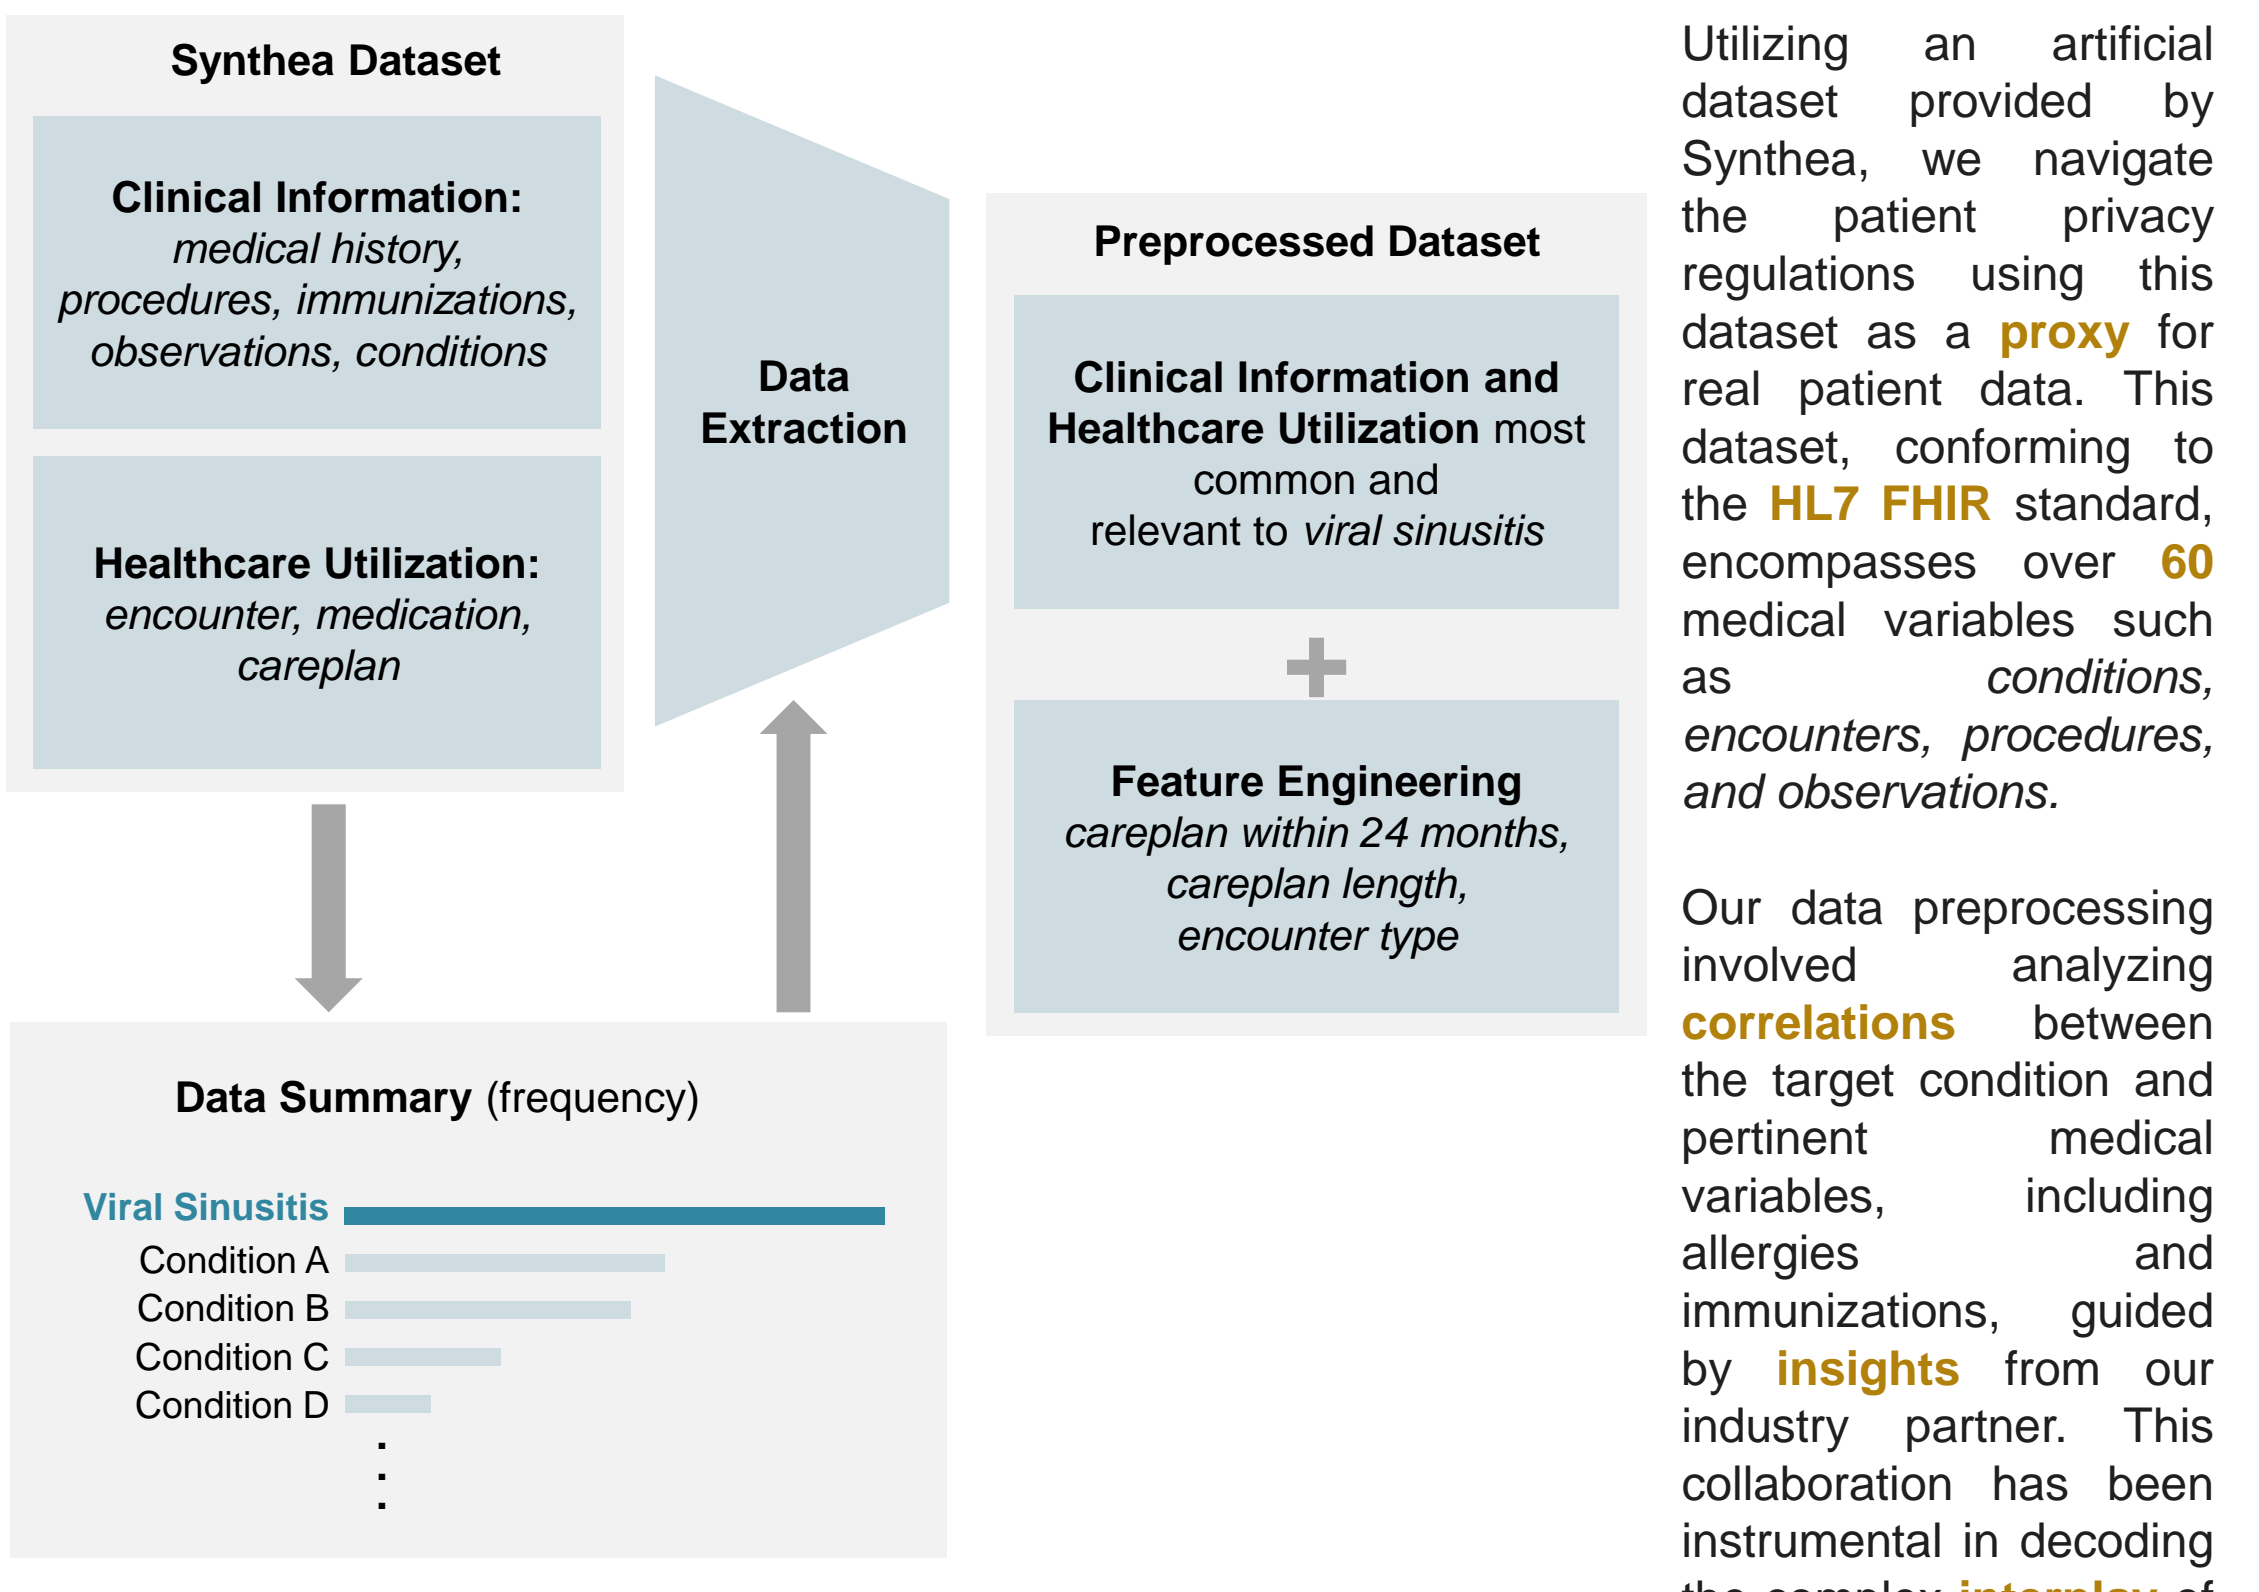 Synthea Dataset
Clinical Information:
medical history,
procedures, immunizations,
observations, conditions
Healthcare Utilization:
encounter, medication,
careplan
Data
Extraction
Preprocessed Dataset
Clinical Information and
Healthcare Utilization most
common and
relevant to viral sinusitis
+
Feature Engineering
careplan within 24 months,
careplan length,
encounter type
Data Summary (frequency)
Viral Sinusitis
Condition A
Condition B
Condition C
Condition D
.
.
.
Utilizing an artificial
dataset provided by
Synthea, we navigate
the patient privacy
regulations using this
dataset as a proxy for
real patient data. This
dataset, conforming to
the HL7 FHIR standard,
encompasses over 60
medical variables such
as conditions,
encounters, procedures,
and observations.
Our data preprocessing
involved analyzing
correlations between
the target condition and
pertinent medical
variables, including
allergies and
immunizations, guided
by insights from our
industry partner. This
collaboration has been
instrumental in decoding
the complex interplay of